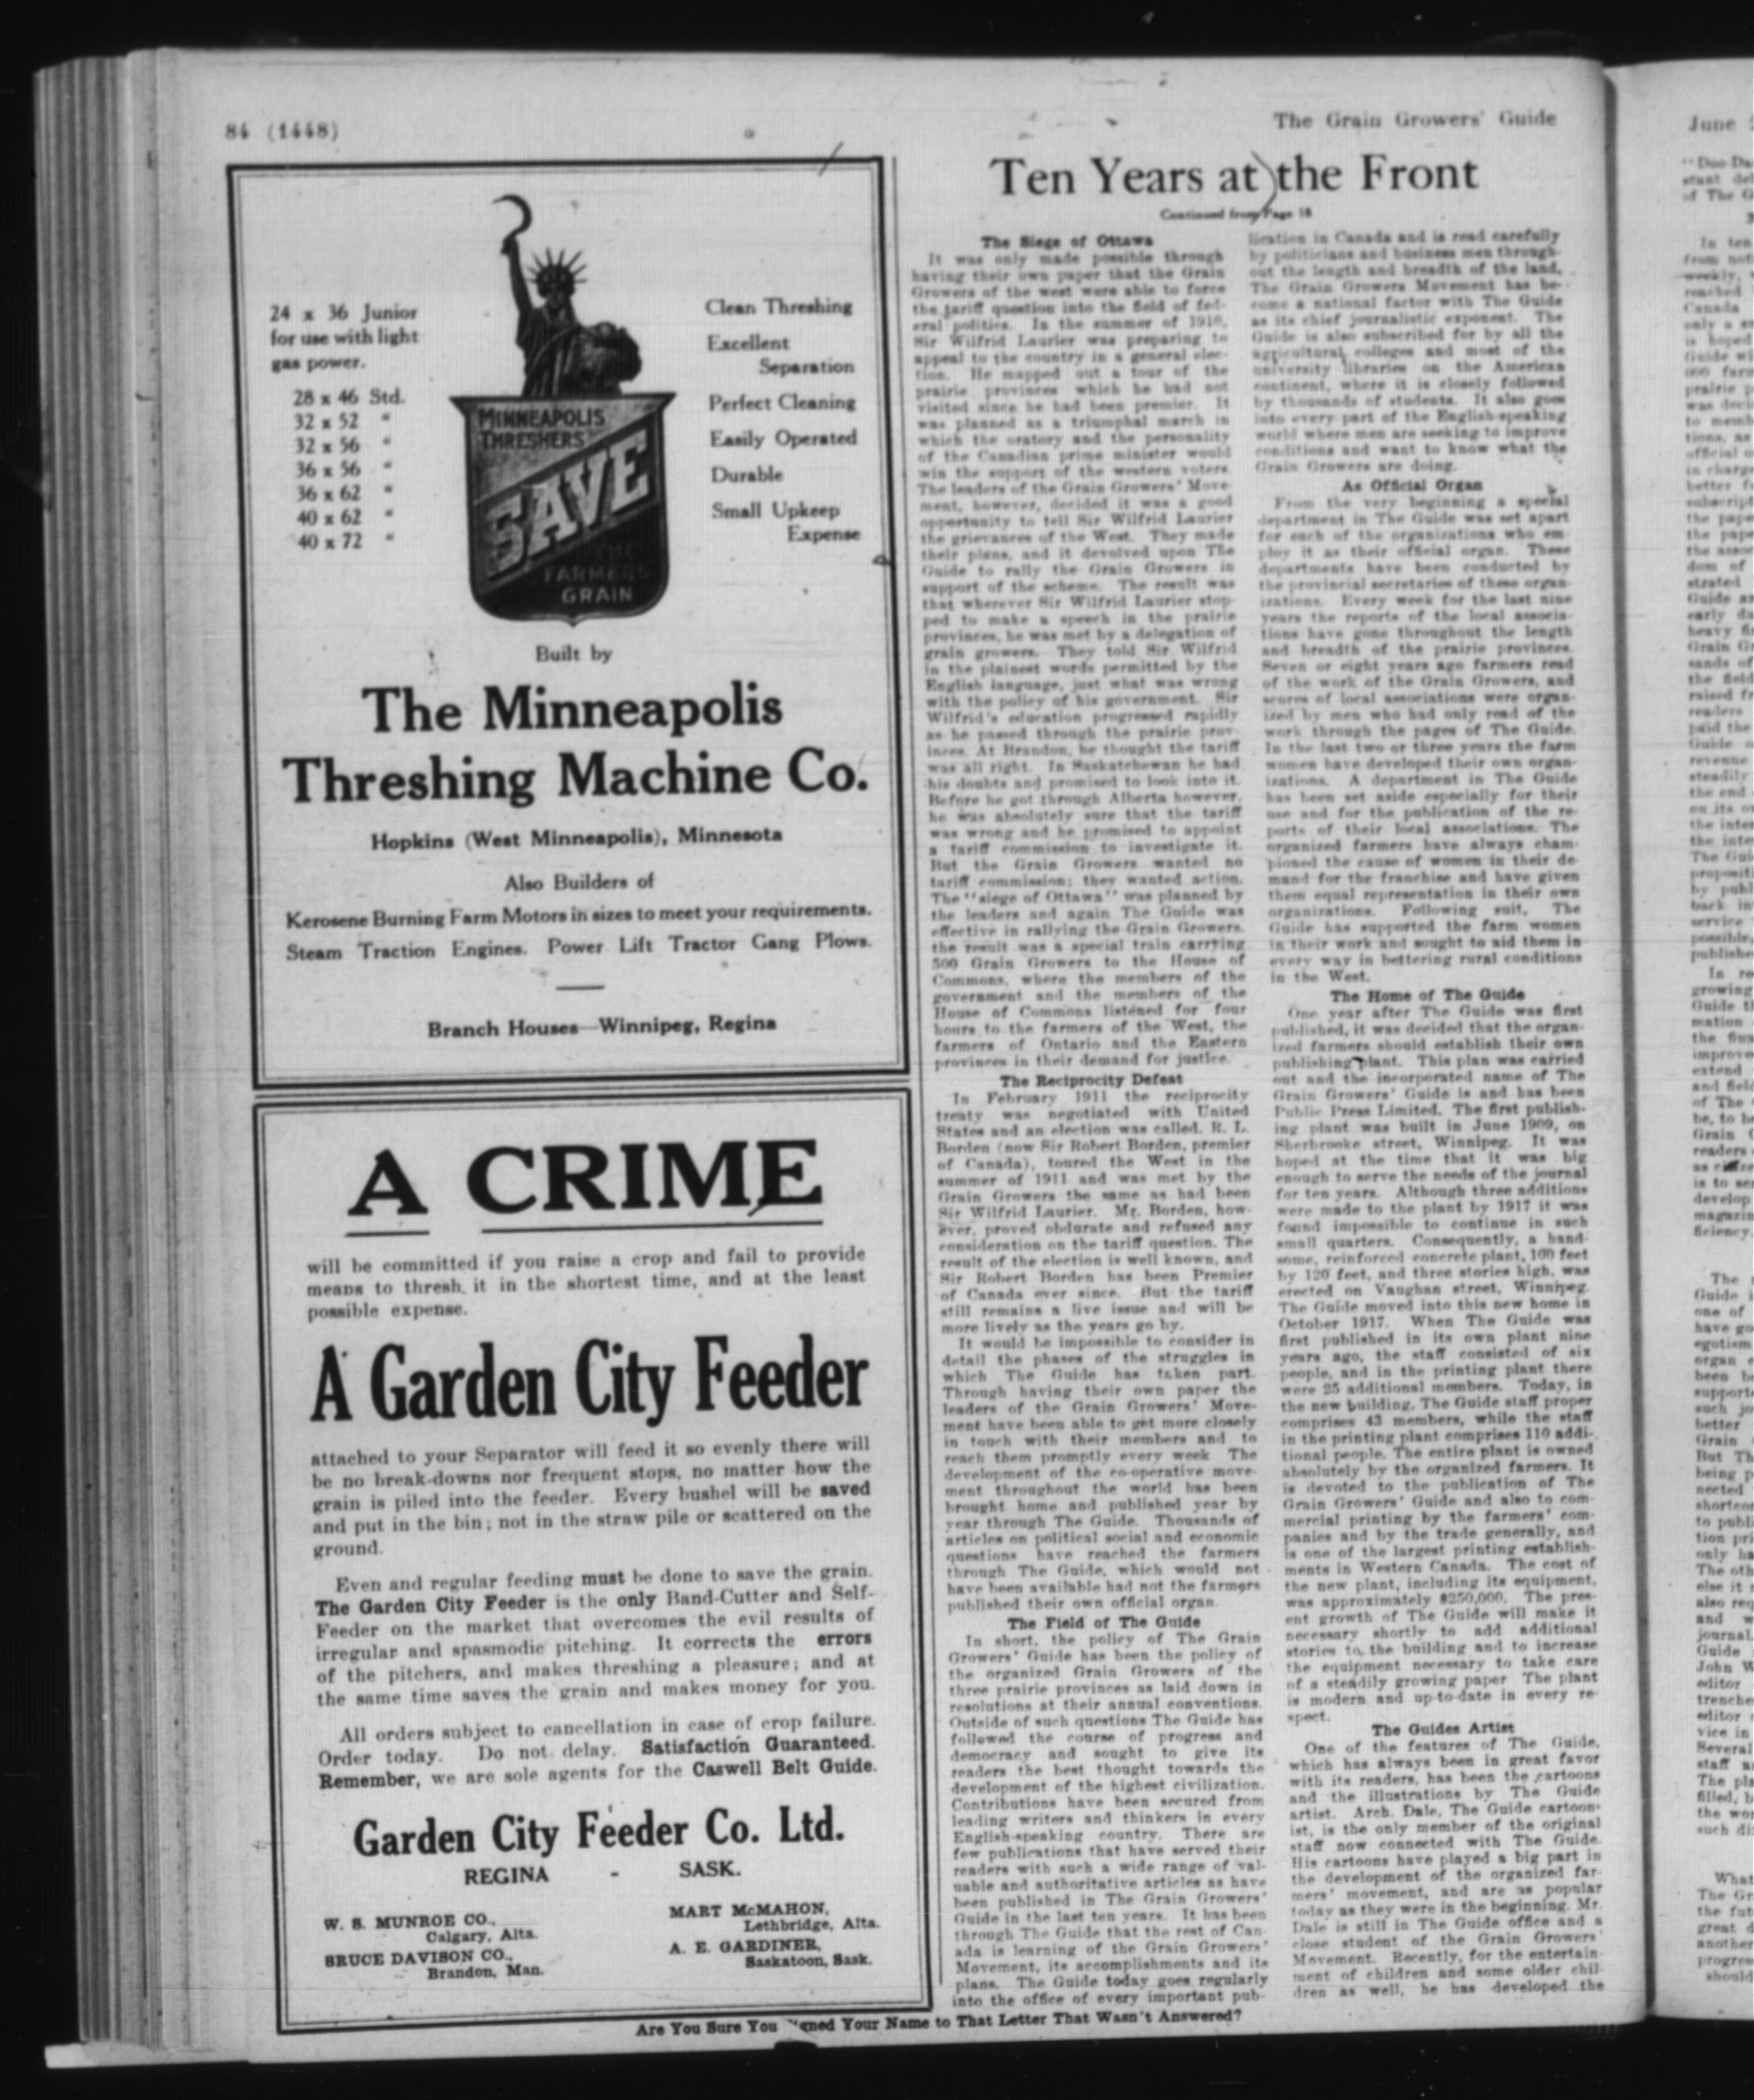 84 (1448)
The Grain Growers' Guide
24 x 36 Junior
for use with light
gas power.
28 x 46 Std.
32 x 52 "
32 x 56 "
36 x 56 "
36 x 62 "
40 x 62 "
40 x 72 "
MINNEAPOLIS
THRESHERS
SAVE
THE
FARMERS
GRAIN
Clean Threshing
Excellent
Separation
Perfect Cleaning
Easily Operated
Durable
Small Upkeep
Expense
Built by
The Minneapolis
Threshing Machine Co.
Hopkins (West Minneapolis), Minnesota
Also Builders of
Kerosene Burning Farm Motors in sizes to meet your requirements.
Steam Traction Engines. Power Lift Tractor Gang Plows.
Branch Houses—Winnipeg, Regina
A CRIME
will be committed if you raise a crop and fail to provide
means to thresh it in the shortest time, and at the least
possible expense.
A Garden City Feeder
attached to your Separator will feed it so evenly there will
be no break-downs nor frequent stops, no matter how the
grain is piled into the feeder. Every bushel will be saved
and put in the bin; not in the straw pile or scattered on the
ground.
Even and regular feeding must be done to save the grain.
The Garden City Feeder is the only Band-Cutter and Self-
Feeder on the market that overcomes the evil results of
irregular and spasmodic pitching. It corrects the errors
of the pitchers, and makes threshing a pleasure; and at
the same time saves the grain and makes money for you.
All orders subject to cancellation in case of crop failure.
Order today. Do not delay. Satisfaction Guaranteed.
Remember, we are sole agents for the Caswell Belt Guide.
Garden City Feeder Co. Ltd.
REGINA - SASK.
W. S. MUNROE CO.,
Calgary, Alta.
BRUCE DAVISON CO.,
Brandon, Man.
MART McMAHON,
Lethbridge, Alta.
A. E. GARDINER,
Saskatoon, Sask.
Ten Years at the Front
Continued from Page 18
The Siege of Ottawa
It was only made possible through
having their own paper that the Grain
Growers of the west were able to force
the tariff question into the field of fed-
eral politics. In the summer of 1910,
Sir Wilfrid Laurier was preparing to
appeal to the country in a general elec-
tion. He mapped out a tour of the
prairie provinces which he had not
visited since he had been premier. It
was planned as a triumphal march in
which the oratory and the personality
of the Canadian prime minister would
win the support of the western voters.
The leaders of the Grain Growers' Move-
ment, however, decided it was a good
opportunity to tell Sir Wilfrid Laurier
the grievances of the West. They made
their plans, and it devolved upon The
Guide to rally the Grain Growers in
support of the scheme. The result was
that wherever Sir Wilfrid Laurier stop-
ped to make a speech in the prairie
provinces, he was met by a delegation of
grain growers. They told Sir Wilfrid
in the plainest words permitted by the
English language, just what was wrong
with the policy of his government. Sir
Wilfrid's education progressed rapidly
as he passed through the prairie prov-
inces. At Brandon, he thought the tariff
was all right. In Saskatchewan he had
his doubts and promised to look into it.
Before he got through Alberta however,
he was absolutely sure that the tariff
was wrong and he promised to appoint
a tariff commission to investigate it.
But the Grain Growers wanted no
tariff commission; they wanted action.
The "siege of Ottawa" was planned by
the leaders and again The Guide was
effective in rallying the Grain Growers.
the result was a special train carrying
500 Grain Growers to the House of
Commons, where the members of the
government and the members of the
House of Commons listened for four
hours to the farmers of the West, the
farmers of Ontario and the Eastern
provinces in their demand for justice.
The Reciprocity Defeat
In February 1911 the reciprocity
treaty was negotiated with United
States and an election was called. R. L.
Borden (now Sir Robert Borden, premier
of Canada), toured the West in the
summer of 1911 and was met by the
Grain Growers the same as had been
Sir Wilfrid Laurier. Mr. Borden, how-
ever, proved obdurate and refused any
consideration on the tariff question. The
result of the election is well known, and
Sir Robert Borden has been Premier
of Canada ever since. But the tariff
still remains a live issue and will be
more lively as the years go by.
It would be impossible to consider in
detail the phases of the struggles in
which The Guide has taken part.
Through having their own paper the
leaders of the Grain Growers' Move-
ment have been able to get more closely
in touch with their members and to
reach them promptly every week The
development of the co-operative move-
ment throughout the world has been
brought home and published year by
year through The Guide. Thousands of
articles on political social and economic
questions have reached the farmers
through The Guide, which would not
have been available had not the farmers
published their own official organ.
The Field of The Guide
In short, the policy of The Grain
Growers' Guide has been the policy of
the organized Grain Growers of the
three prairie provinces as laid down in
resolutions at their annual conventions.
Outside of such questions The Guide has
followed the course of progress and
democracy and sought to give its
readers the best thought towards the
development of the highest civilization.
Contributions have been secured from
leading writers and thinkers in every
English-speaking country. There are
few publications that have served their
readers with such a wide range of val-
uable and authoritative articles as have
been published in The Grain Growers'
Guide in the last ten years. It has been
through The Guide that the rest of Can-
ada is learning of the Grain Growers'
Movement, its accomplishments and its
plans. The Guide today goes regularly
into the office of every important pub-
lication in Canada and is read carefully
by politicians and business men through-
out the length and breadth of the land.
The Grain Growers Movement has be-
come a national factor with The Guide
as its chief journalistic exponent. The
Guide is also subscribed for by all the
agricultural colleges and most of the
university libraries on the American
continent, where it is closely followed
by thousands of students. It also goes
into every part of the English-speaking
world where men are seeking to improve
conditions and want to know what the
Grain Growers are doing.
As Official Organ
From the very beginning a special
department in The Guide was set apart
for each of the organizations who em-
ploy it as their official organ. These
departments have been conducted by
the provincial secretaries of these organ-
izations. Every week for the last nine
years the reports of the local associa-
tions have gone throughout the length
and breadth of the prairie provinces.
Seven or eight years ago farmers read
of the work of the Grain Growers, and
scores of local associations were organ-
ized by men who had only read of the
work through the pages of The Guide.
In the last two or three years the farm
women have developed their own organ-
izations. A department in The Guide
has been set aside especially for their
use and for the publication of the re-
ports of their local associations. The
organized farmers have always cham-
pioned the cause of women in their de-
mand for the franchise and have given
them equal representation in their own
organizations. Following suit, The
Guide has supported the farm women
in their work and sought to aid them in
every way in bettering rural conditions
in the West.
The Home of The Guide
One year after The Guide was first
published, it was decided that the organ-
ized farmers should establish their own
publishing plant. This plan was carried
out and the incorporated name of The
Grain Growers' Guide is and has been
Public Press Limited. The first publish-
ing plant was built in June 1909, on
Sherbrooke street, Winnipeg. It was
hoped at the time that it was big
enough to serve the needs of the journal
for ten years. Although three additions
were made to the plant by 1917 it was
found impossible to continue in such
small quarters. Consequently, a hand-
some, reinforced concrete plant, 100 feet
by 120 feet, and three stories high, was
erected on Vaughan street, Winnipeg.
The Guide moved into this new home in
October 1917. When The Guide was
first published in its own plant nine
years ago, the staff consisted of six
people, and in the printing plant there
were 25 additional members. Today, in
the new building, The Guide staff proper
comprises 43 members, while the staff
in the printing plant comprises 110 addi-
tional people. The entire plant is owned
absolutely by the organized farmers. It
is devoted to the publication of The
Grain Growers' Guide and also to com-
mercial printing by the farmers' com-
panies and by the trade generally, and
is one of the largest printing establish-
ments in Western Canada. The cost of
the new plant, including its equipment,
was approximately $250,000. The pres-
ent growth of The Guide will make it
necessary shortly to add additional
stories to the building and to increase
the equipment necessary to take care
of a steadily growing paper The plant
is modern and up-to-date in every re-
spect.
The Guides Artist
One of the features of The Guide,
which has always been in great favor
with its readers, has been the cartoons
and the illustrations by The Guide
artist. Arch. Dale, The Guide cartoon-
ist, is the only member of the original
staff now connected with The Guide.
His cartoons have played a big part in
the development of the organized far-
mers' movement, and are as popular
today as they were in the beginning. Mr.
Dale is still in The Guide office and a
close student of the Grain Growers'
Movement. Recently, for the entertain-
ment of children and some older chil-
dren as well, he has developed the
Are You Sure You Signed Your Name to That Letter That Wasn't Answered?
June